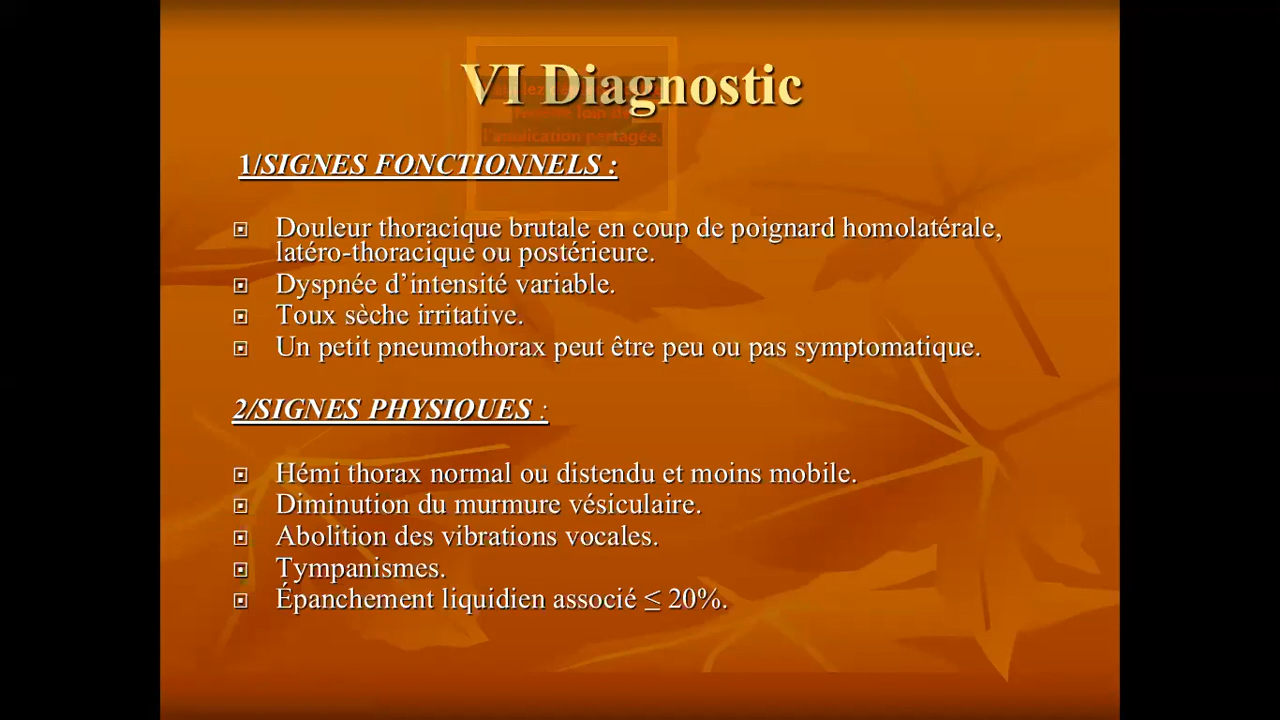 VI Diagnostic
l'application partagée.
1/SIGNES FONCTIONNELS :
Douleur thoracique brutale en coup de poignard homolatérale,
latéro-thoracique ou postérieure.
Dyspnée d’intensité variable.
Toux sèche irritative.
Un petit pneumothorax peut être peu ou pas symptomatique.
2/SIGNES PHYSIQUES :
Hémi thorax normal ou distendu et moins mobile.
Diminution du murmure vésiculaire.
Abolition des vibrations vocales.
Tympanismes.
Épanchement liquidien associé ≤ 20%.